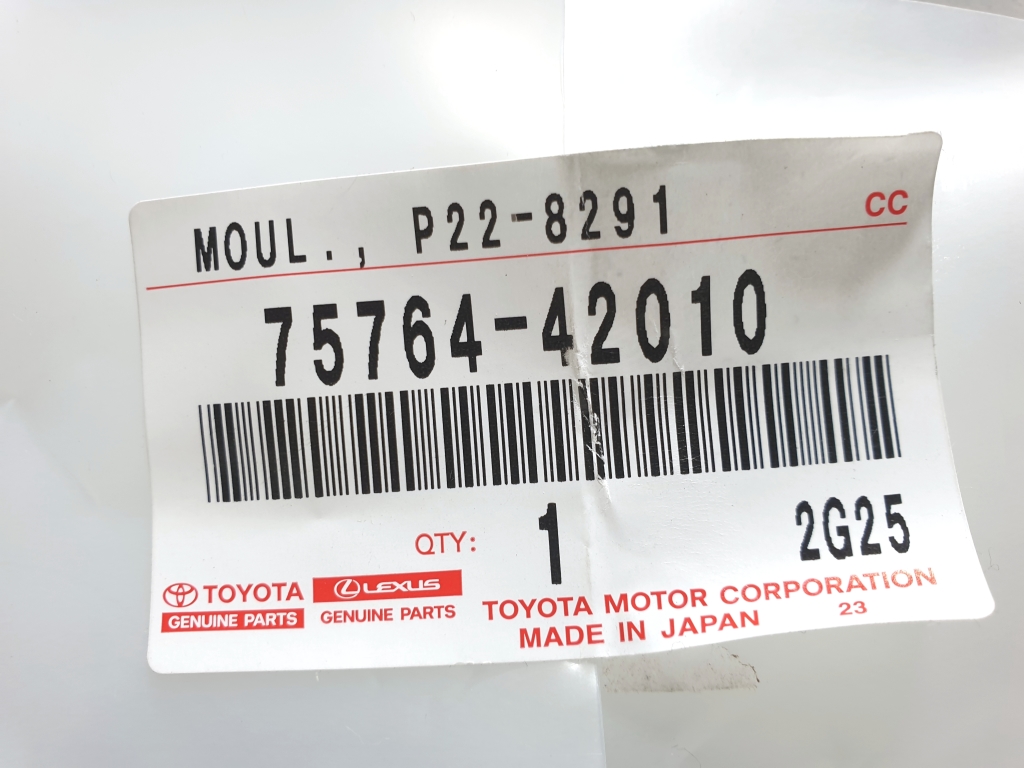 MOUL., P22-8291 CC
75764-42010
QTY: 1 2G25
TOYOTA LEXUS
GENUINE PARTS GENUINE PARTS
TOYOTA MOTOR CORPORATION
MADE IN JAPAN 23